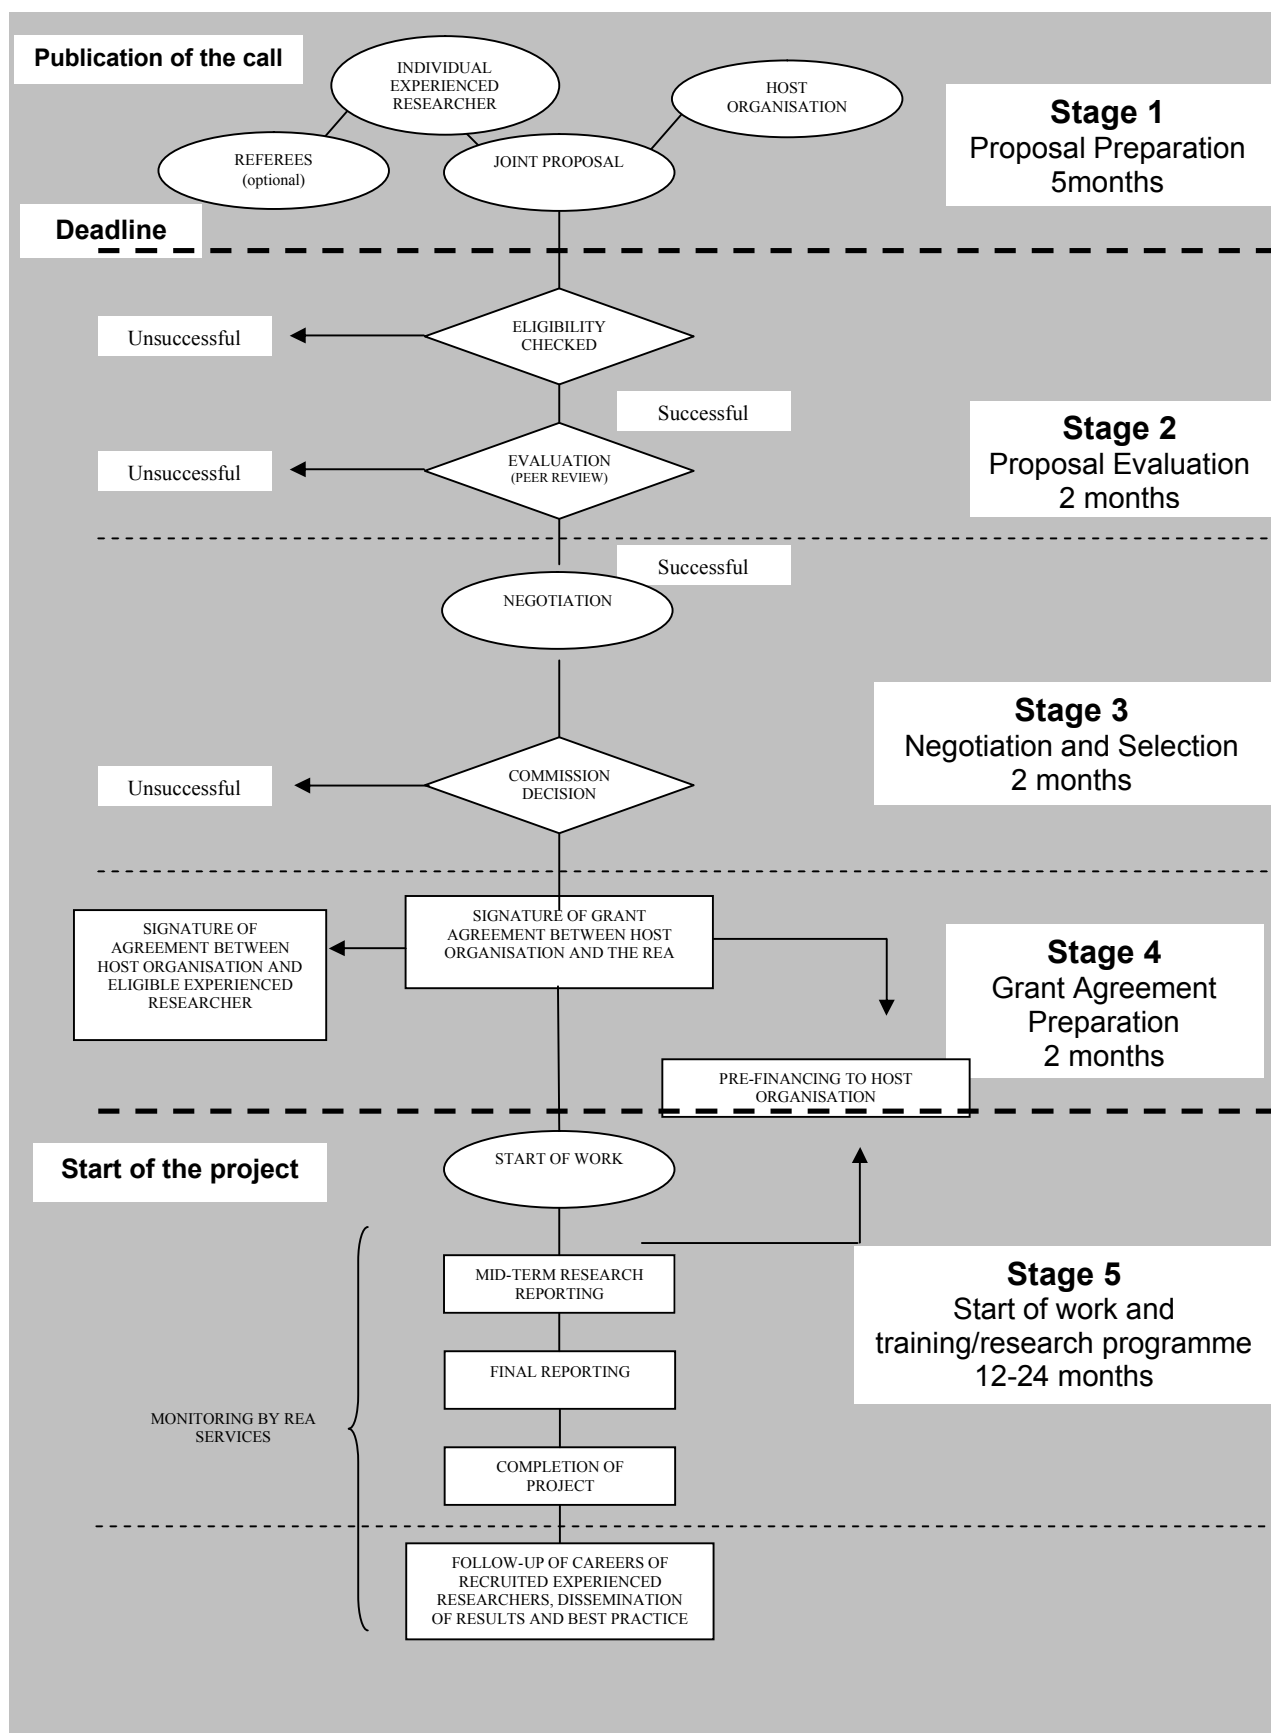 Publication of the call
INDIVIDUAL
EXPERIENCED
RESEARCHER
HOST
ORGANISATION
Stage 1
Proposal Preparation
5months
REFEREES
(optional)
JOINT PROPOSAL
Deadline
ELIGIBILITY
CHECKED
Unsuccessful
Successful
Stage 2
Proposal Evaluation
2 months
EVALUATION
(PEER REVIEW)
Unsuccessful
Successful
NEGOTIATION
Stage 3
Negotiation and Selection
2 months
COMMISSION
DECISION
Unsuccessful
SIGNATURE OF
AGREEMENT BETWEEN
HOST ORGANISATION AND
ELIGIBLE EXPERIENCED
RESEARCHER
SIGNATURE OF GRANT
AGREEMENT BETWEEN HOST
ORGANISATION AND THE REA
Stage 4
Grant Agreement
Preparation
2 months
PRE-FINANCING TO HOST
ORGANISATION
Start of the project
START OF WORK
MID-TERM RESEARCH
REPORTING
Stage 5
Start of work and
training/research programme
12-24 months
FINAL REPORTING
MONITORING BY REA
SERVICES
COMPLETION OF
PROJECT
FOLLOW-UP OF CAREERS OF
RECRUITED EXPERIENCED
RESEARCHERS, DISSEMINATION
OF RESULTS AND BEST PRACTICE